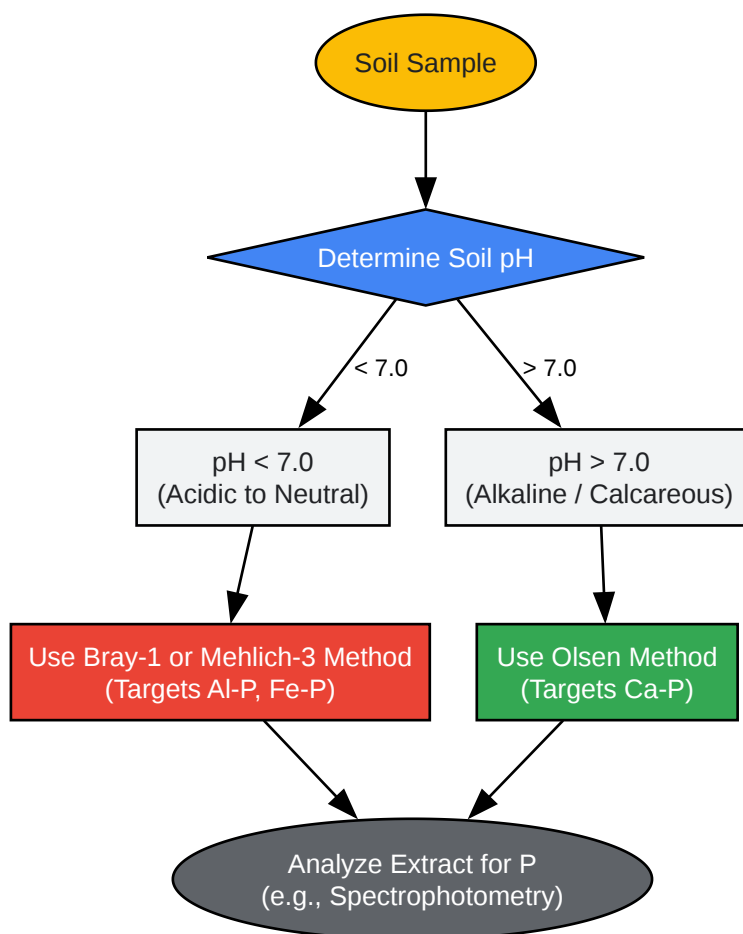 Soil Sample
Determine Soil pH
< 7.0
> 7.0
pH < 7.0
(Acidic to Neutral)
pH > 7.0
(Alkaline / Calcareous)
Use Bray-1 or Mehlich-3 Method
(Targets Al-P, Fe-P)
Use Olsen Method
(Targets Ca-P)
Analyze Extract for P
(e.g., Spectrophotometry)